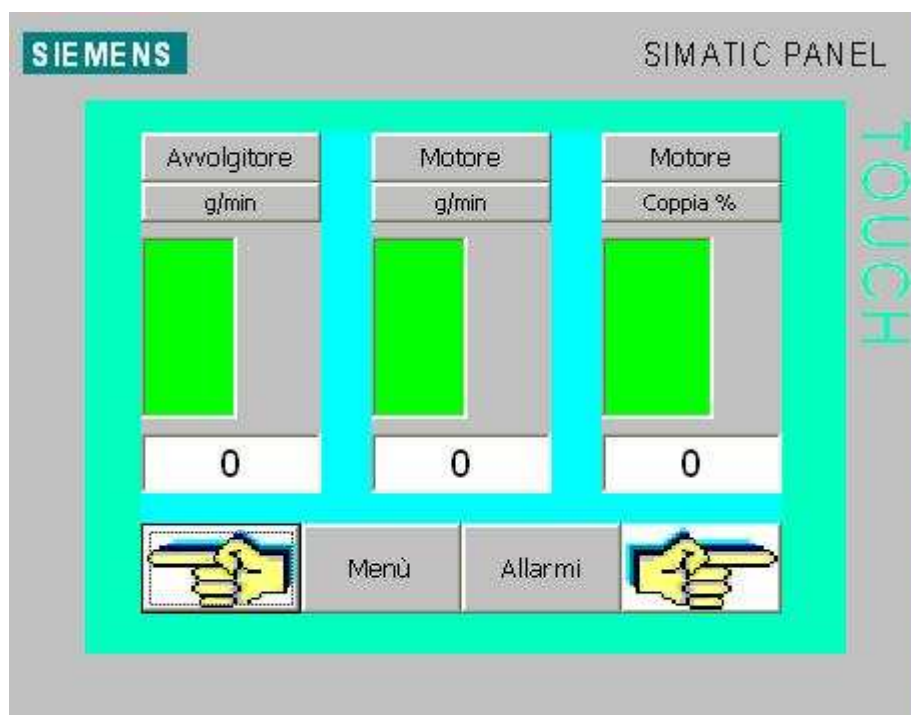 SIEMENS
SIMATIC PANEL
TOUCH
Avvolgitore
Motore
Motore
g/min
g/min
Coppia %
0
0
0
Menù
Allarmi